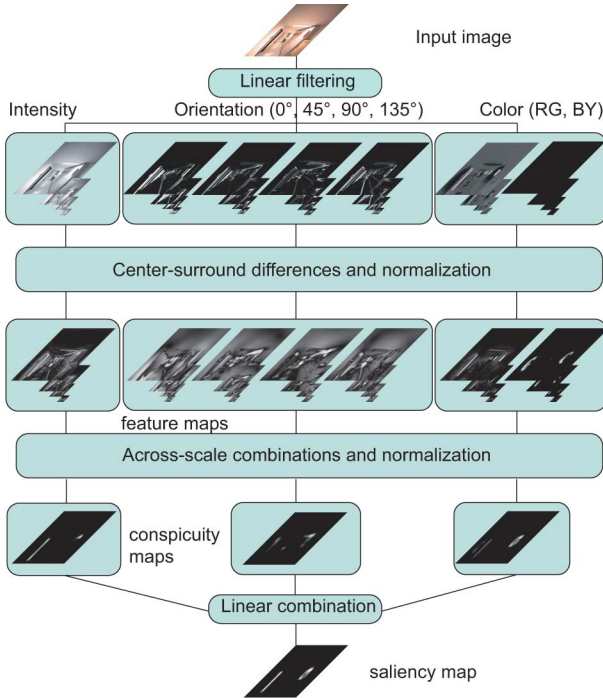 Input image
Linear filtering
Intensity
Orientation (0°, 45°, 90°, 135°)
Color (RG, BY)
Center-surround differences and normalization
feature maps
Across-scale combinations and normalization
conspicuity
maps
Linear combination
saliency map